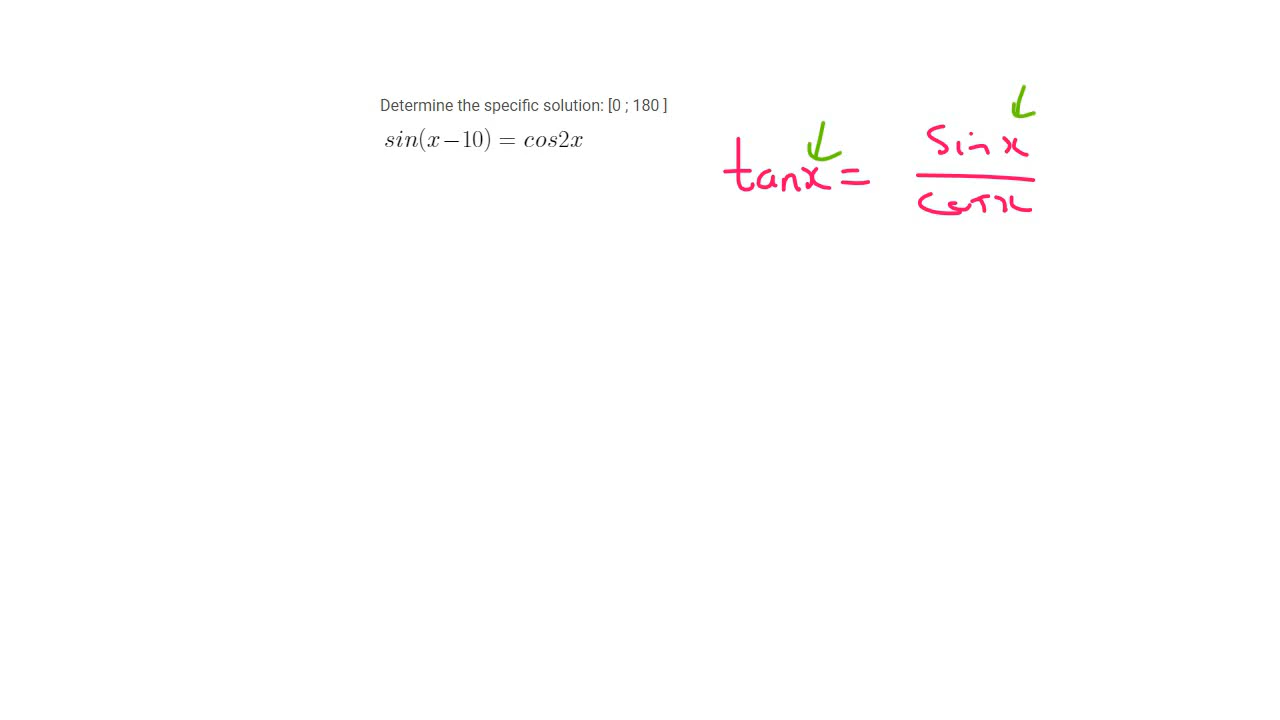 Determine the specific solution: [0 ; 180 ]
sin(x−10) = cos2x
tanx = sinx
cosx